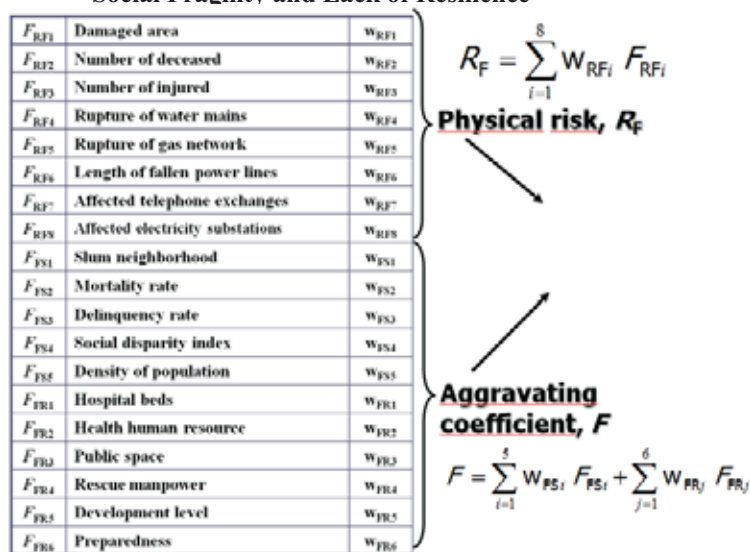 Social Fragility and Lack of Resilience
F_RF1 Damaged area w_RF1
F_RF2 Number of deceased w_RF2
F_RF3 Number of injured w_RF3
F_RF4 Rupture of water mains w_RF4
F_RF5 Rupture of gas network w_RF5
F_RF6 Length of fallen power lines w_RF6
F_RF7 Affected telephone exchanges w_RF7
F_RF8 Affected electricity substations w_RF8
F_FS1 Slum neighborhood w_FS1
F_FS2 Mortality rate w_FS2
F_FS3 Delinquency rate w_FS3
F_FS4 Social disparity index w_FS4
F_FS5 Density of population w_FS5
F_FR1 Hospital beds w_FR1
F_FR2 Health human resource w_FR2
F_FR3 Public space w_FR3
F_FR4 Rescue manpower w_FR4
F_FR5 Development level w_FR5
F_FR6 Preparedness w_FR6
R_F = ∑_{i=1}^{8} w_RFi F_RFi
Physical risk, R_F
Aggravating
coefficient, F
F = ∑_{i=1}^{5} w_FSi F_FSi + ∑_{j=1}^{6} w_FRj F_FRj